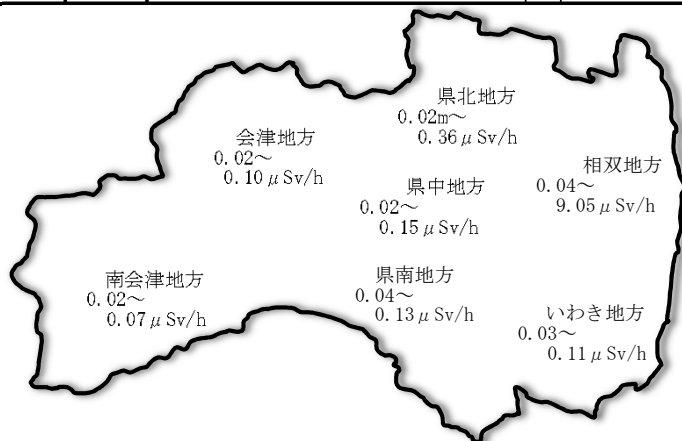 県北地方
0.02m～
0.36μSv/h
会津地方
0.02～
0.10μSv/h
相双地方
0.04～
9.05μSv/h
県中地方
0.02～
0.15μSv/h
南会津地方
0.02～
0.07μSv/h
県南地方
0.04～
0.13μSv/h
いわき地方
0.03～
0.11μSv/h